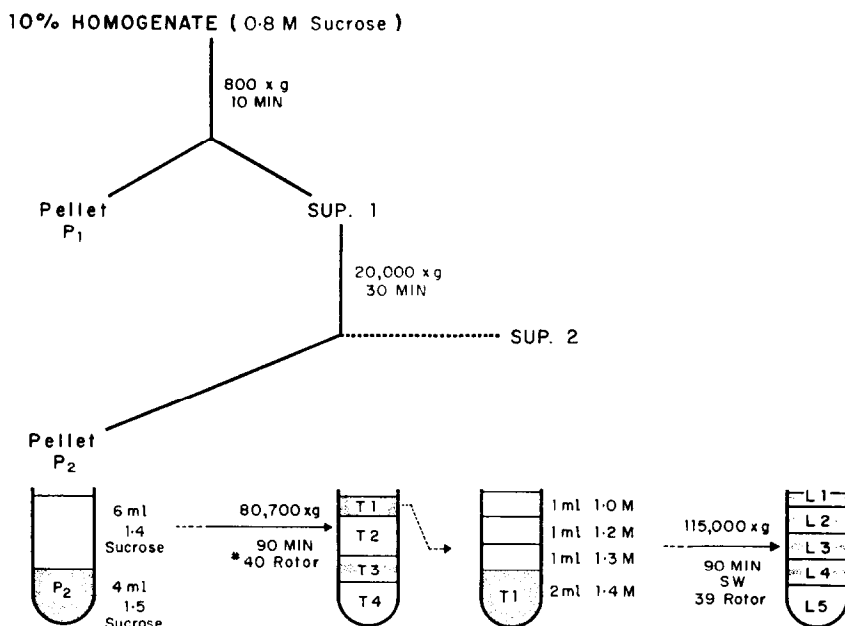 10% HOMOGENATE ( 0·8 M Sucrose )
800 x g
10 MIN
Pellet
P1
SUP. 1
20,000 x g
30 MIN
SUP. 2
Pellet
P2
P2
6 ml
1.4
Sucrose
4 ml
1.5
Sucrose
80,700 x g
90 MIN
*40 Rotor
T1
T2
T3
T4
T1
1 ml 1·0 M
1 ml 1·2 M
1 ml 1·3 M
2 ml 1·4 M
115,000 x g
90 MIN
SW
39 Rotor
L1
L2
L3
L4
L5